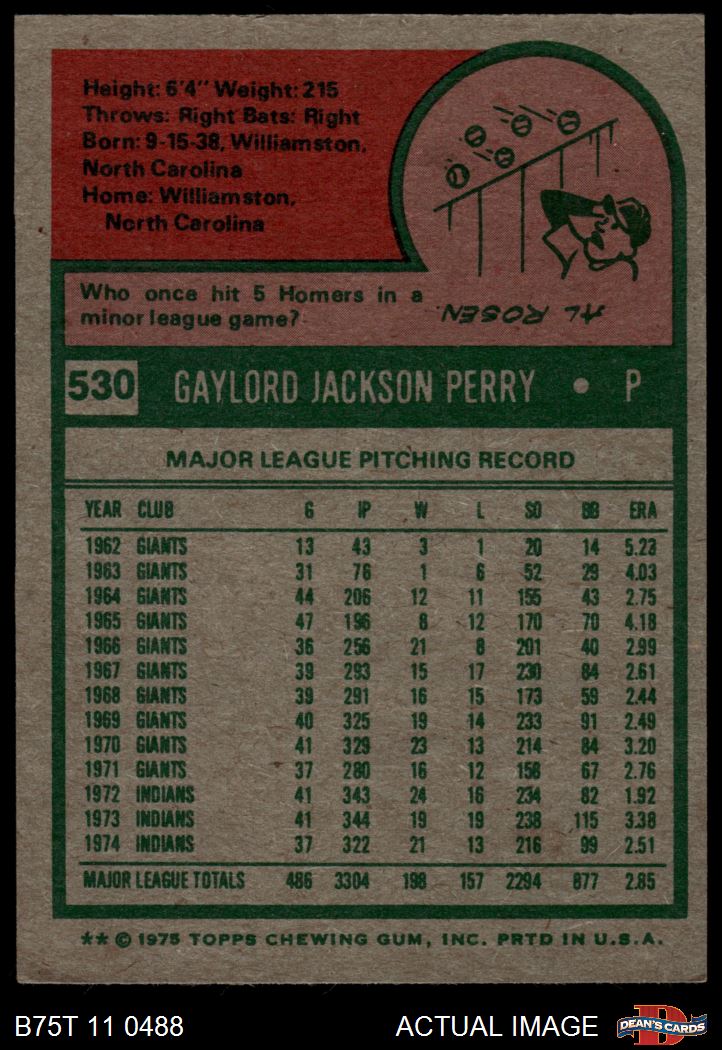 Height: 6'4" Weight: 215
Throws: Right Bats: Right
Born: 9-15-38, Williamston,
North Carolina
Home: Williamston,
North Carolina
Who once hit 5 Homers in a
minor league game?
AL ROSEN.
530 GAYLORD JACKSON PERRY • P
MAJOR LEAGUE PITCHING RECORD
YEAR CLUB G IP W L SO BB ERA
1962 GIANTS 13 43 3 1 20 14 5.23
1963 GIANTS 31 76 1 6 52 29 4.03
1964 GIANTS 44 206 12 11 155 43 2.75
1965 GIANTS 47 196 8 12 170 70 4.18
1966 GIANTS 36 256 21 8 201 40 2.99
1967 GIANTS 39 293 15 17 230 84 2.61
1968 GIANTS 39 291 16 15 173 59 2.44
1969 GIANTS 40 325 19 14 233 91 2.49
1970 GIANTS 41 329 23 13 214 84 3.20
1971 GIANTS 37 280 16 12 158 67 2.76
1972 INDIANS 41 343 24 16 234 82 1.92
1973 INDIANS 41 344 19 19 238 115 3.38
1974 INDIANS 37 322 21 13 216 99 2.51
MAJOR LEAGUE TOTALS 486 3304 198 157 2294 877 2.85
** © 1975 TOPPS CHEWING GUM, INC. PRTD IN U.S.A.
B75T 11 0488 ACTUAL IMAGE DEAN'S CARDS